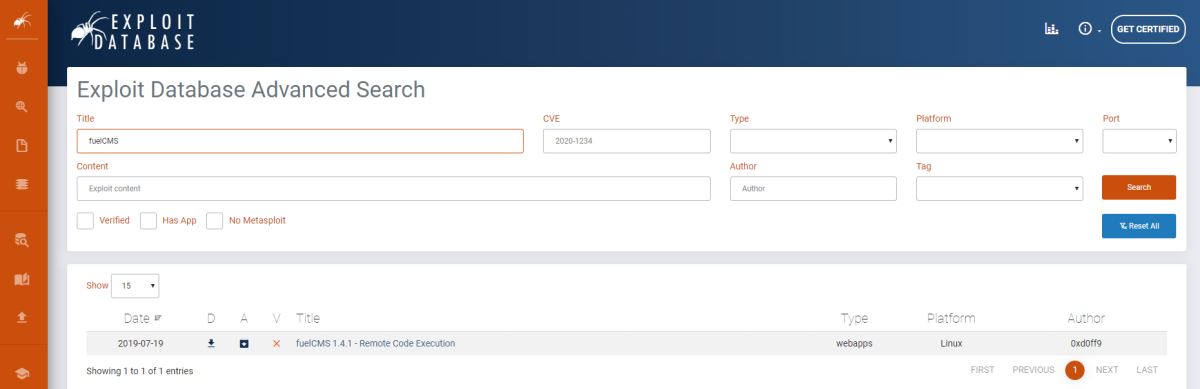 EXPLOIT
DATABASE
GET CERTIFIED
Exploit Database Advanced Search
Title CVE Type Platform Port
fuelCMS 2020-1234
Content Author Tag
Exploit content Author Search
Verified Has App No Metasploit Reset All
Show 15
Date D A V Title Type Platform Author
2019-07-19 fuelCMS 1.4.1 - Remote Code Execution webapps Linux 0xd0ff9
Showing 1 to 1 of 1 entries FIRST PREVIOUS 1 NEXT LAST